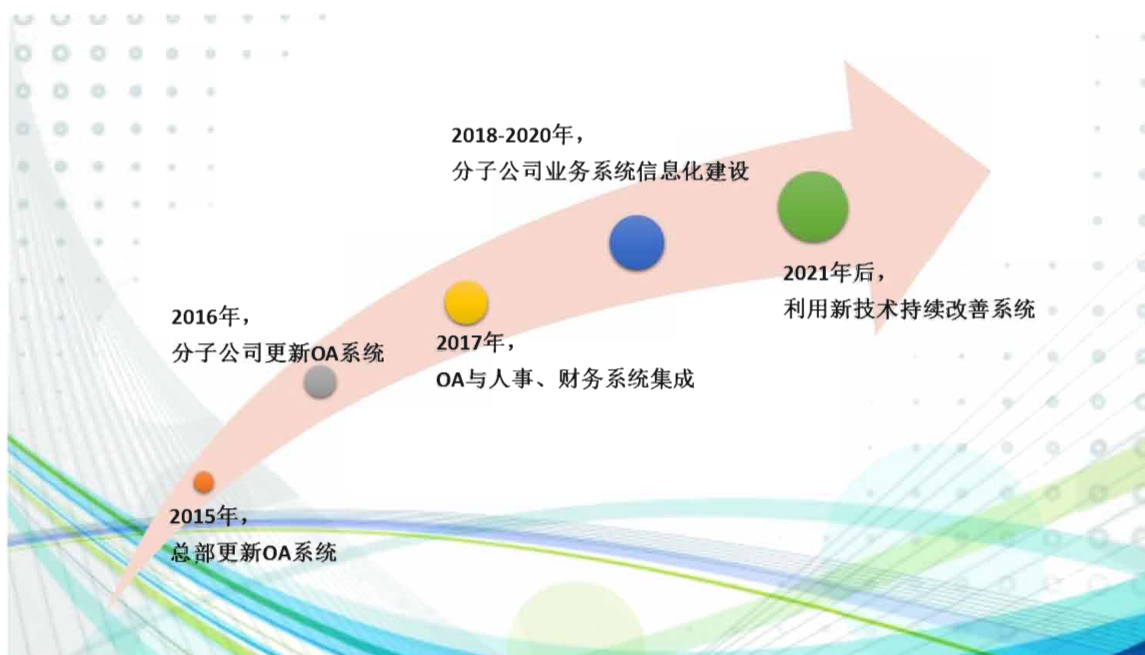 2018-2020年，
分子公司业务系统信息化建设
2021年后，
利用新技术持续改善系统
2016年，
分子公司更新OA系统
2017年，
OA与人事、财务系统集成
2015年，
总部更新OA系统